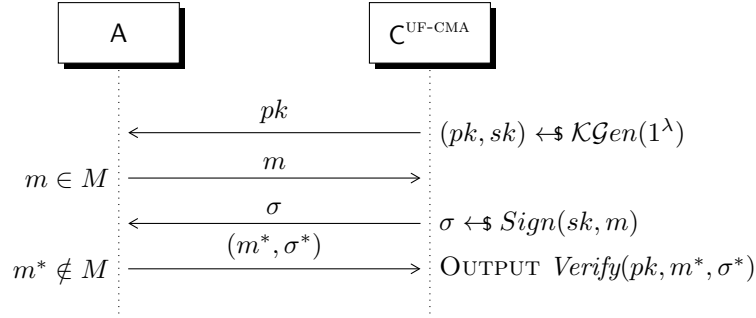 A C^UF-CMA
pk (pk, sk) ←$ KGen(1^λ)
m ∈ M m
σ σ ←$ Sign(sk, m)
(m*, σ*)
m* ∉ M OUTPUT Verify(pk, m*, σ*)